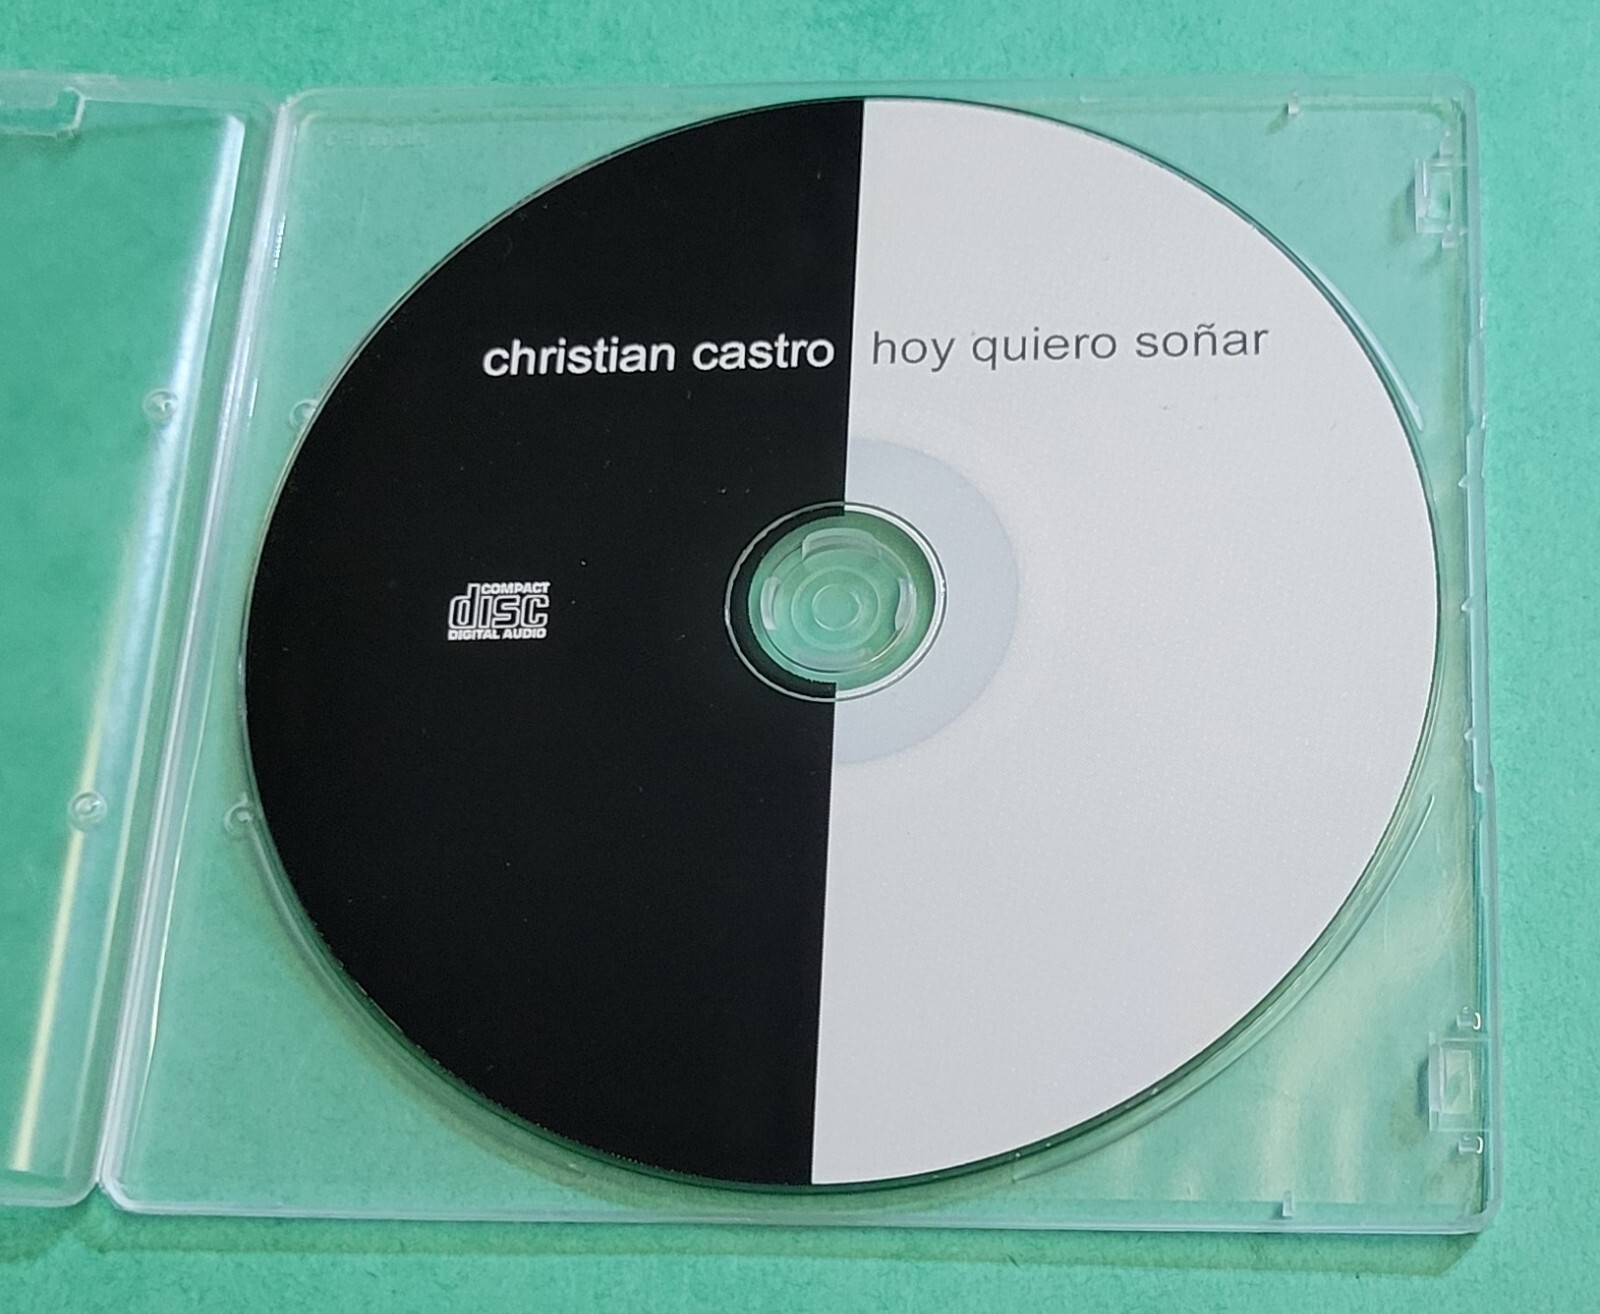 christian castro hoy quiero soñar
COMPACT
disc
DIGITAL AUDIO